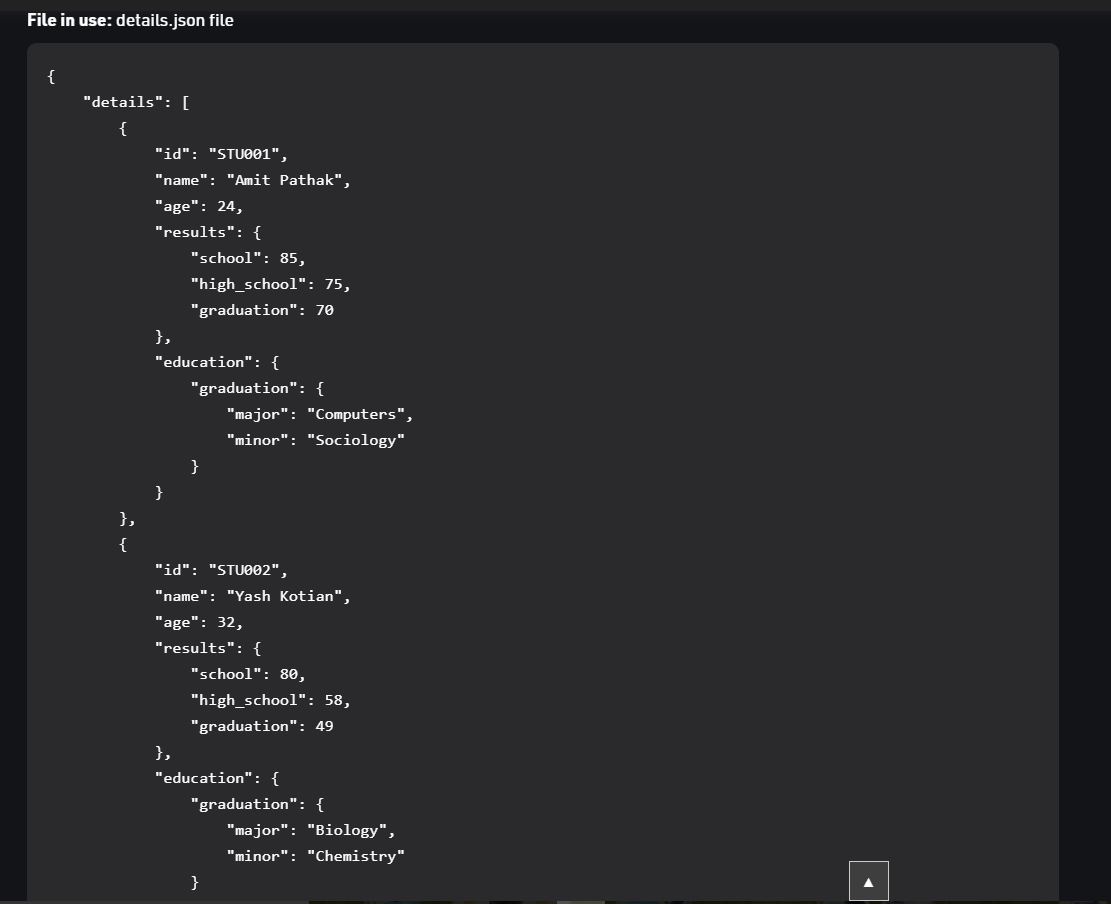 File in use: details.json file
{
    "details": [
        {
            "id": "STU001",
            "name": "Amit Pathak",
            "age": 24,
            "results": {
                "school": 85,
                "high_school": 75,
                "graduation": 70
            },
            "education": {
                "graduation": {
                    "major": "Computers",
                    "minor": "Sociology"
                }
            }
        },
        {
            "id": "STU002",
            "name": "Yash Kotian",
            "age": 32,
            "results": {
                "school": 80,
                "high_school": 58,
                "graduation": 49
            },
            "education": {
                "graduation": {
                    "major": "Biology",
                    "minor": "Chemistry"
                }